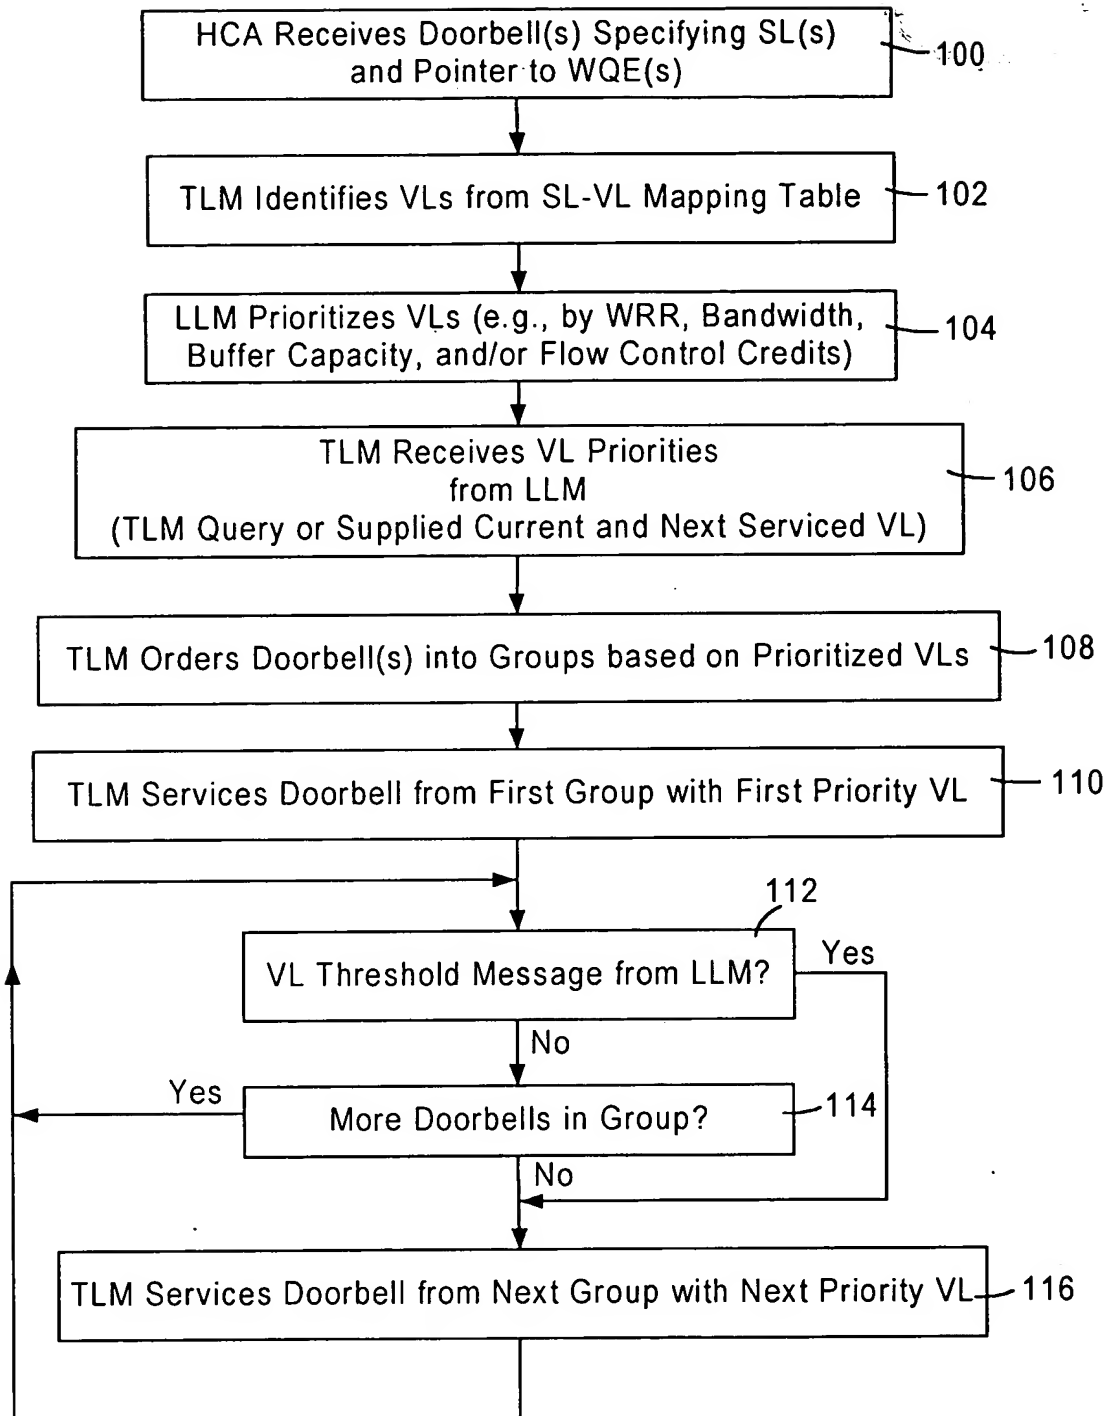 HCA Receives Doorbell(s) Specifying SL(s)
and Pointer to WQE(s)
100
TLM Identifies VLs from SL-VL Mapping Table
102
LLM Prioritizes VLs (e.g., by WRR, Bandwidth,
Buffer Capacity, and/or Flow Control Credits)
104
TLM Receives VL Priorities
from LLM
(TLM Query or Supplied Current and Next Serviced VL)
106
TLM Orders Doorbell(s) into Groups based on Prioritized VLs
108
TLM Services Doorbell from First Group with First Priority VL
110
112
VL Threshold Message from LLM?
Yes
No
Yes
More Doorbells in Group?
114
No
TLM Services Doorbell from Next Group with Next Priority VL
116